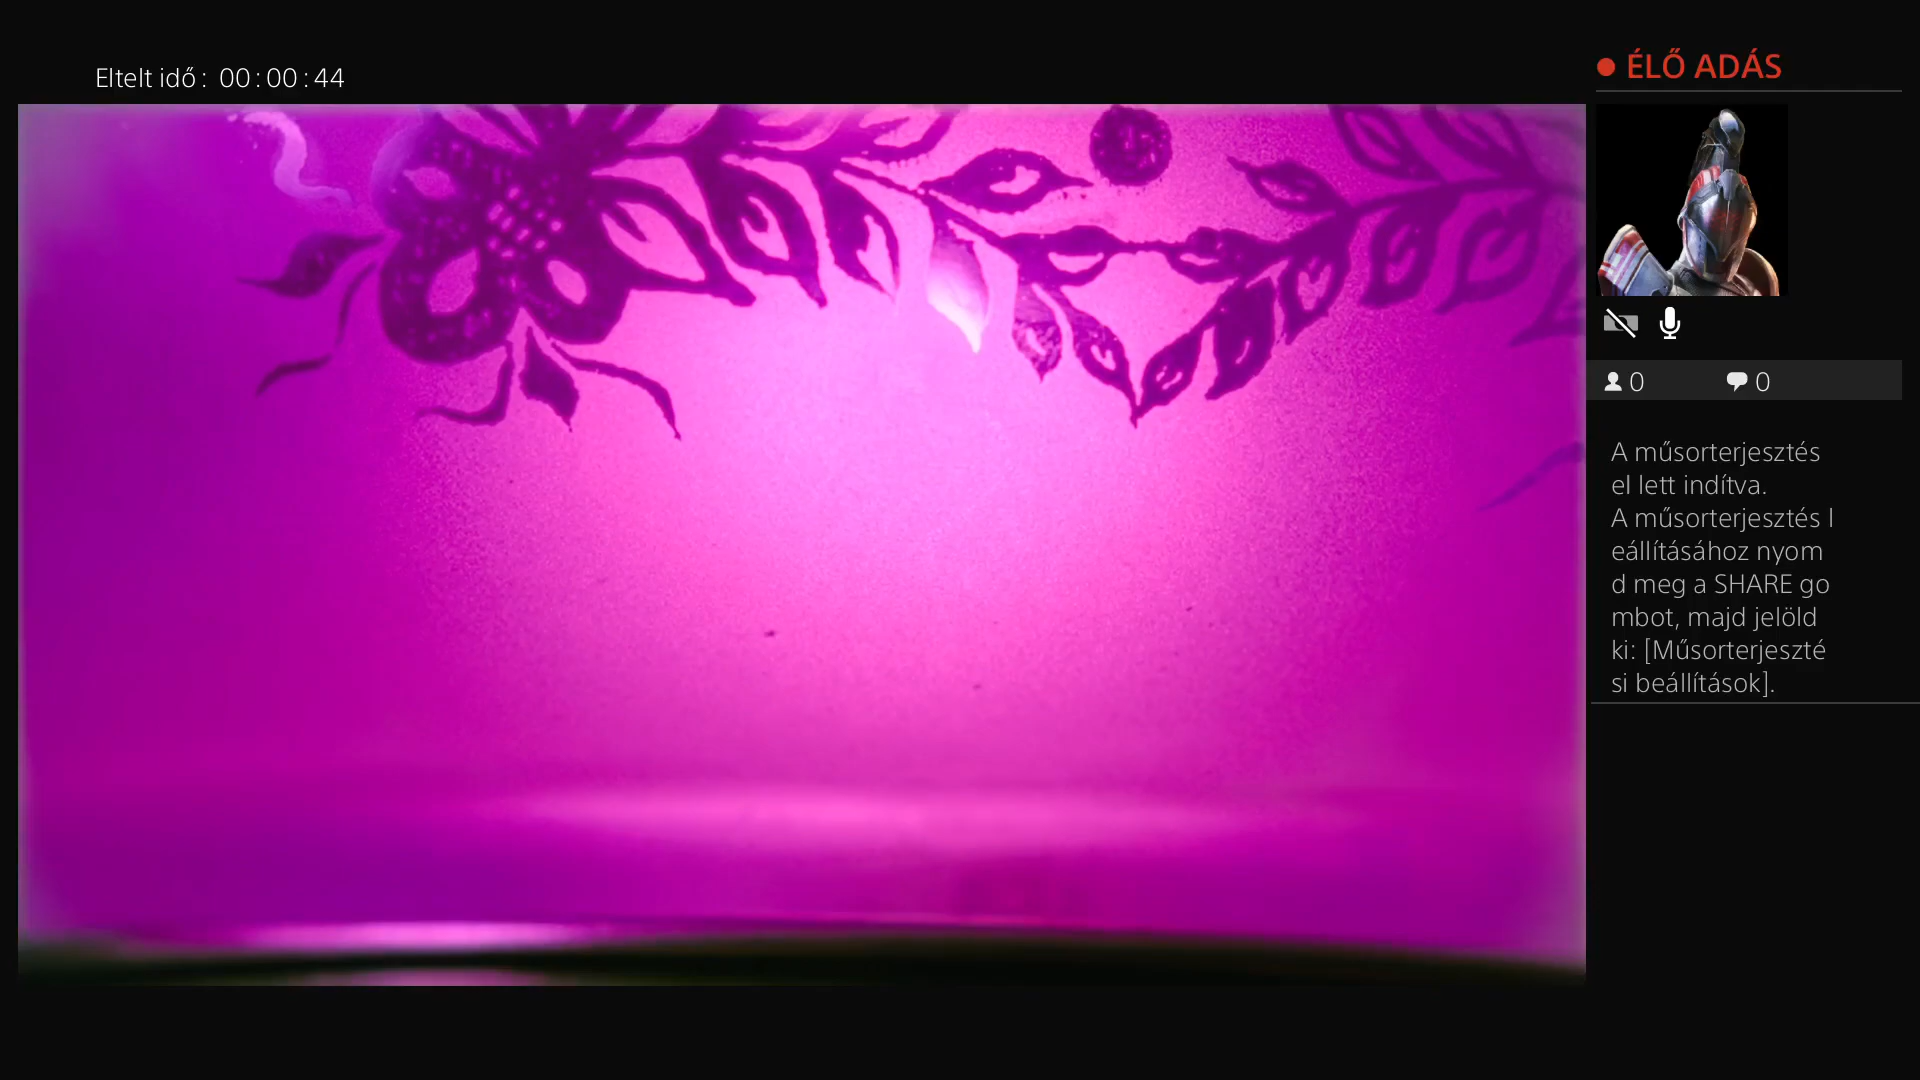 Eltelt idő: 00:00:44
ÉLŐ ADÁS
0 0
A műsorterjesztés
el lett indítva.
A műsorterjesztés l
eállításához nyom
d meg a SHARE go
mbot, majd jelöld
ki: [Műsorterjeszté
si beállítások].